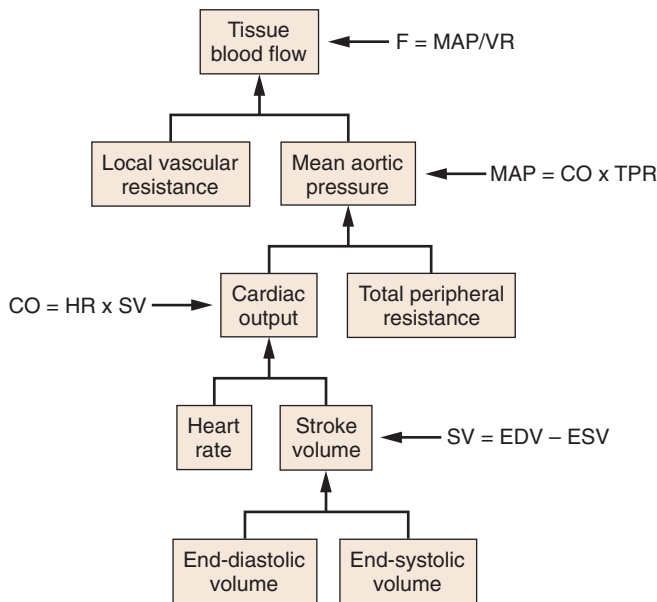 Tissue
blood flow
F = MAP/VR
Local vascular
resistance
Mean aortic
pressure
MAP = CO x TPR
CO = HR x SV
Cardiac
output
Total peripheral
resistance
Heart
rate
Stroke
volume
SV = EDV – ESV
End-diastolic
volume
End-systolic
volume